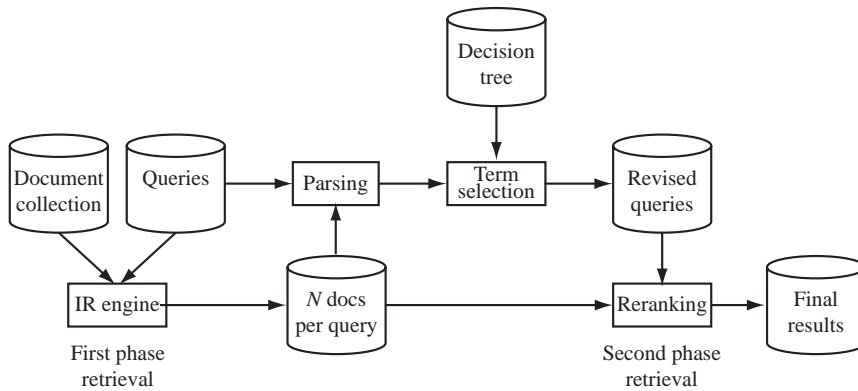 Decision
tree
Document
collection
Queries
Parsing
Term
selection
Revised
queries
IR engine
N docs
per query
Reranking
Final
results
First phase
retrieval
Second phase
retrieval